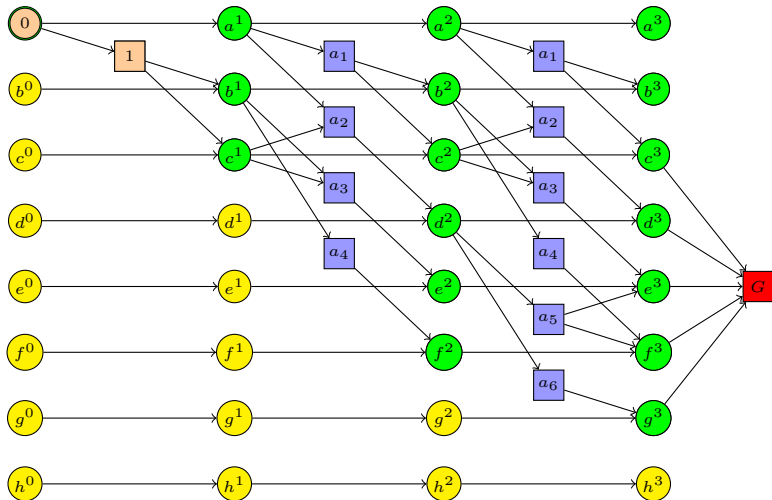 0 a¹ a² a³
1 a₁ a₁
b⁰ b¹ b² b³
a₂ a₂
c⁰ c¹ c² c³
a₃ a₃
d⁰ d¹ d² d³
a₄ a₄
e⁰ e¹ e² e³ G
a₅
f⁰ f¹ f² f³
a₆
g⁰ g¹ g² g³
h⁰ h¹ h² h³